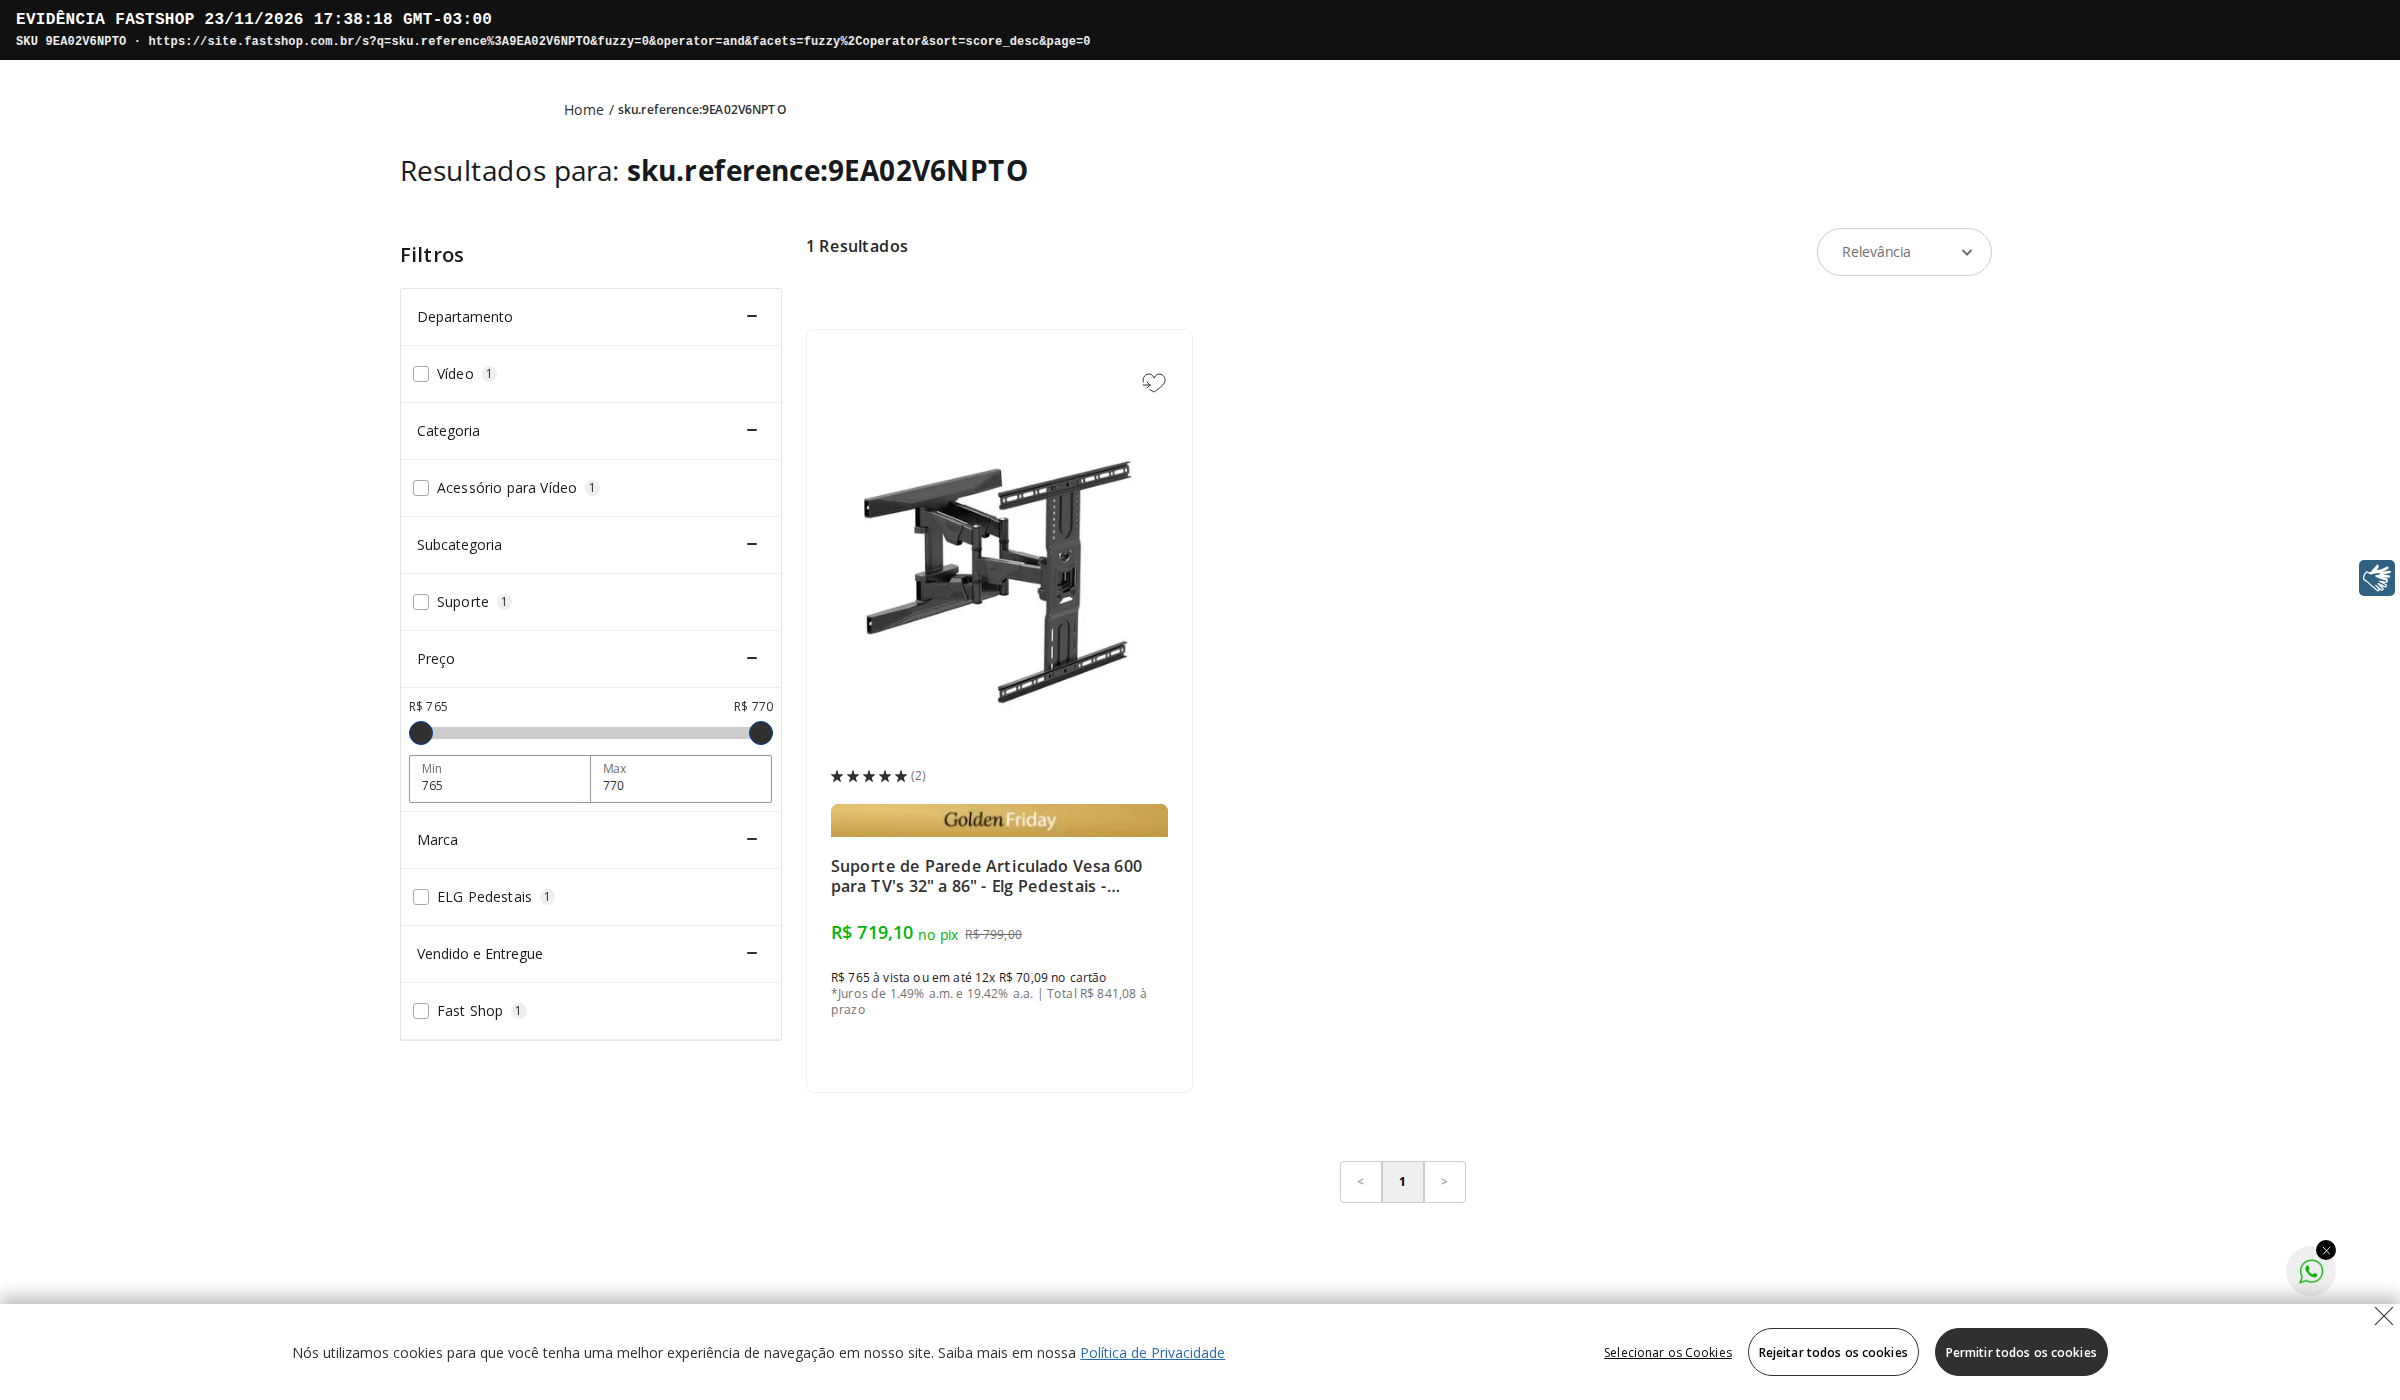 EVIDÊNCIA FASTSHOP 23/11/2026 17:38:18 GMT-03:00
SKU 9EA02V6NPTO · https://site.fastshop.com.br/s?q=sku.reference%3A9EA02V6NPTO&fuzzy=0&operator=and&facets=fuzzy%2Coperator&sort=score_desc&page=0
Home / sku.reference:9EA02V6NPTO
Resultados para: sku.reference:9EA02V6NPTO
Filtros
1 Resultados
Relevância
Departamento
Vídeo 1
Categoria
Acessório para Vídeo 1
Subcategoria
Suporte 1
Preço
R$ 765 R$ 770
Min Max
765 770
Marca
ELG Pedestais 1
Vendido e Entregue
Fast Shop 1
(2)
Golden Friday
Suporte de Parede Articulado Vesa 600
para TV's 32" a 86" - Elg Pedestais -...
R$ 719,10 no pix R$ 799,00
R$ 765 à vista ou em até 12x R$ 70,09 no cartão
*Juros de 1.49% a.m. e 19.42% a.a. | Total R$ 841,08 à
prazo
< 1 >
Nós utilizamos cookies para que você tenha uma melhor experiência de navegação em nosso site. Saiba mais em nossa Política de Privacidade
Selecionar os Cookies
Rejeitar todos os cookies
Permitir todos os cookies